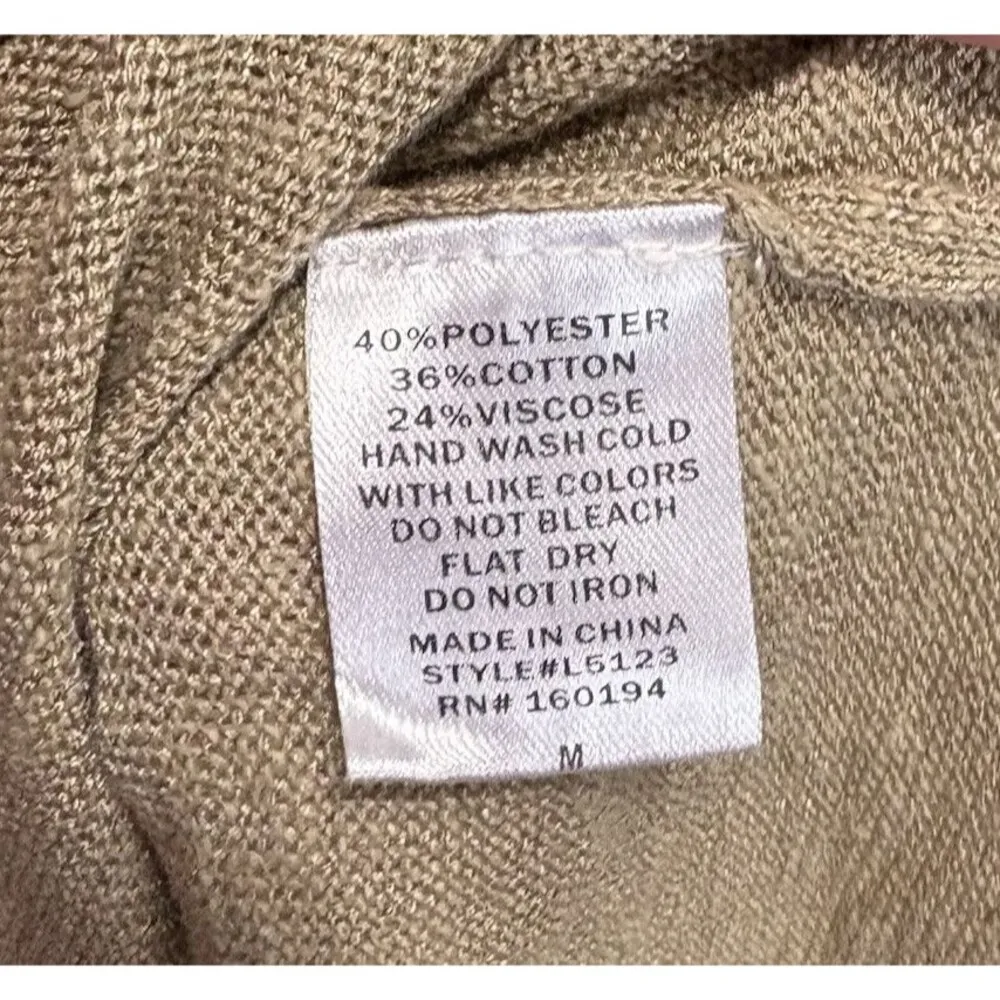 40%POLYESTER
36%COTTON
24%VISCOSE
HAND WASH COLD
WITH LIKE COLORS
DO NOT BLEACH
FLAT DRY
DO NOT IRON
MADE IN CHINA
STYLE#L5123
RN# 160194
M